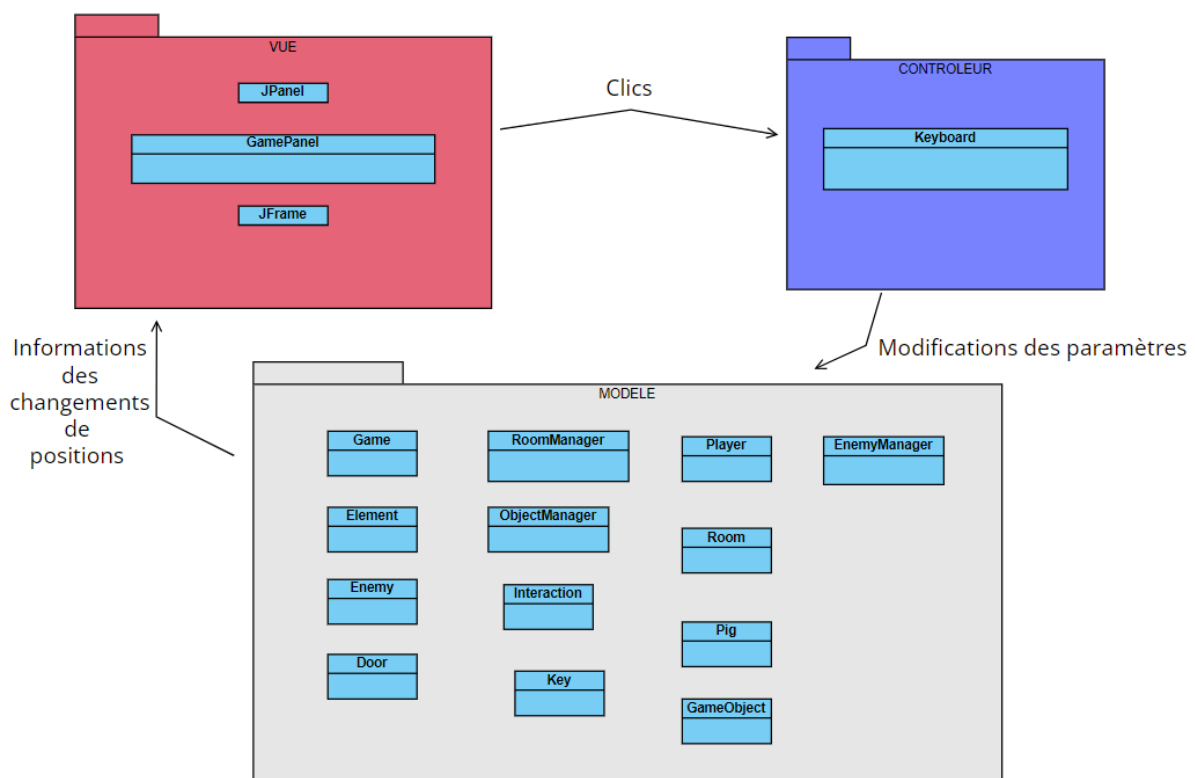 VUE
JPanel
GamePanel
JFrame
Clics
CONTROLEUR
Keyboard
Informations
des
changements
de
positions
Modifications des paramètres
MODELE
Game
RoomManager
Player
EnemyManager
Element
ObjectManager
Room
Enemy
Interaction
Pig
Door
Key
GameObject